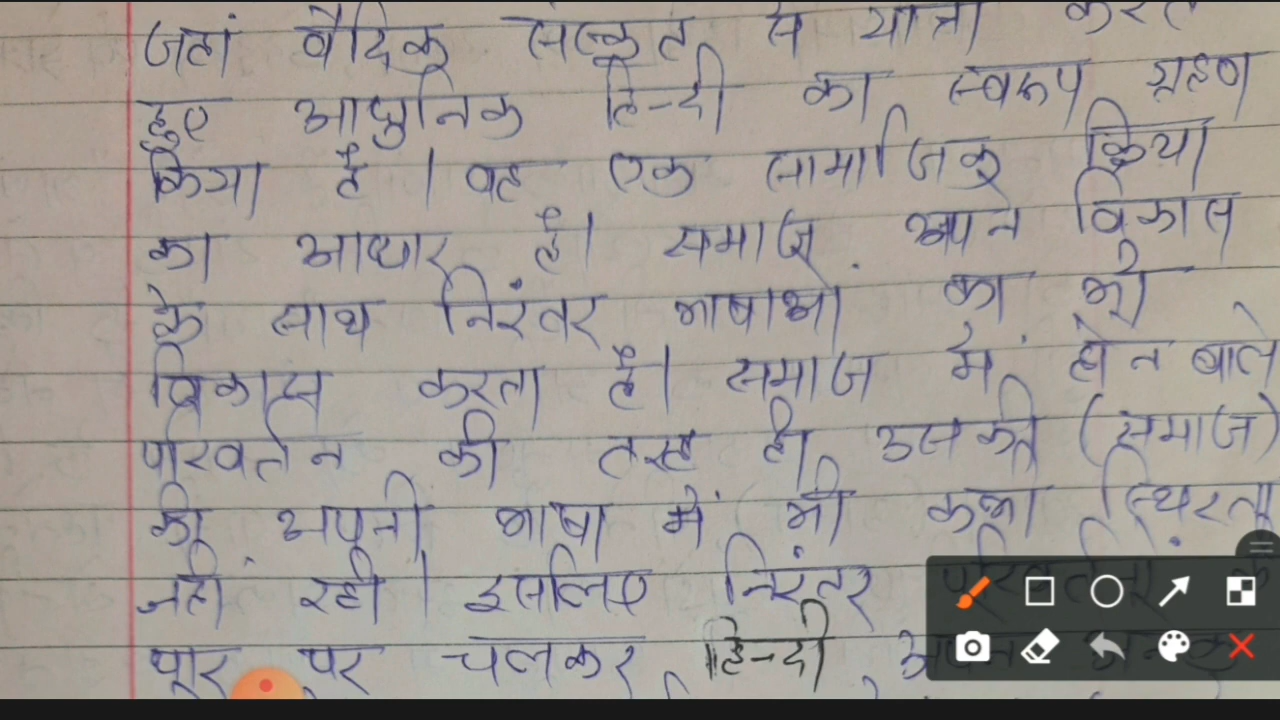 जहां वैदिक संस्कृत से यात्रा करते
हुए आधुनिक हिन्दी का स्वरूप ग्रहण
किया है। वह एक सामाजिक क्रिया
का आधार है। समाज अपने विकास
के साथ निरंतर भाषाओ का भी
विकास करता है। समाज में होने वाले
परिवर्तन की तरह ही उसकी (समाज)
की अपनी भाषा में भी कभी स्थिरता
नहीं रही। इसलिए निरंतर के
पर चलकर हिन्दी अपने